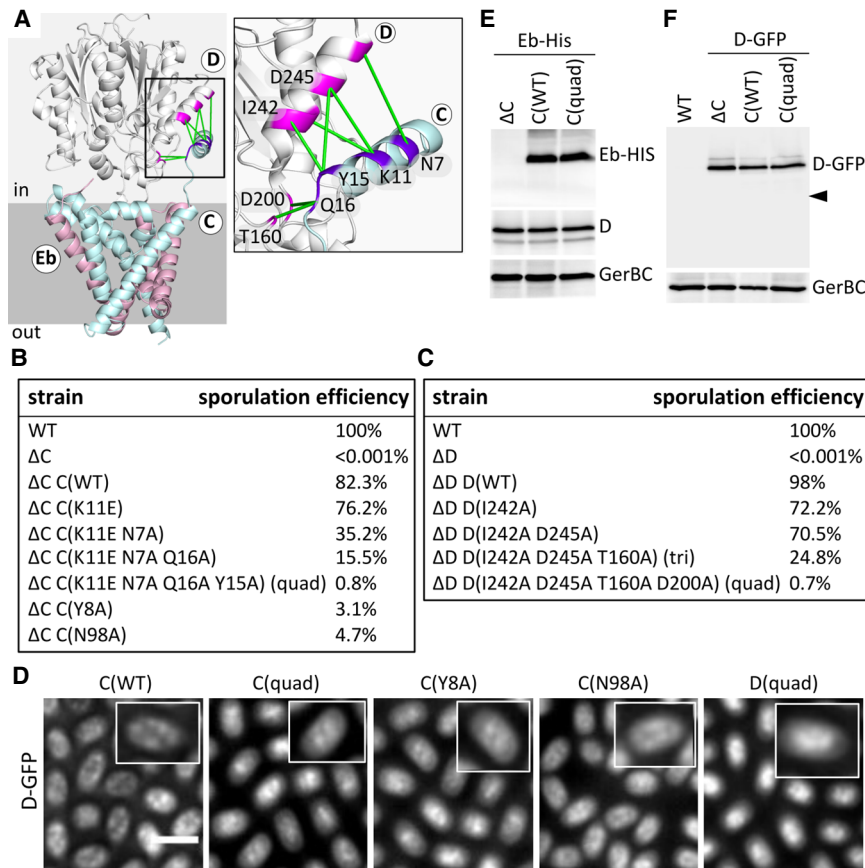 A
D
in
Eb
C
out
D
D245
I242
C
N7
Y15
K11
D200
Q16
T160
E
Eb-His
ΔC
C(WT)
C(quad)
Eb-HIS
D
GerBC
F
D-GFP
WT
ΔC
C(WT)
C(quad)
D-GFP
GerBC
B
strain sporulation efficiency
WT 100%
ΔC <0.001%
ΔC C(WT) 82.3%
ΔC C(K11E) 76.2%
ΔC C(K11E N7A) 35.2%
ΔC C(K11E N7A Q16A) 15.5%
ΔC C(K11E N7A Q16A Y15A) (quad) 0.8%
ΔC C(Y8A) 3.1%
ΔC C(N98A) 4.7%
C
strain sporulation efficiency
WT 100%
ΔD <0.001%
ΔD D(WT) 98%
ΔD D(I242A) 72.2%
ΔD D(I242A D245A) 70.5%
ΔD D(I242A D245A T160A) (tri) 24.8%
ΔD D(I242A D245A T160A D200A) (quad) 0.7%
D
C(WT) C(quad) C(Y8A) C(N98A) D(quad)
D-GFP